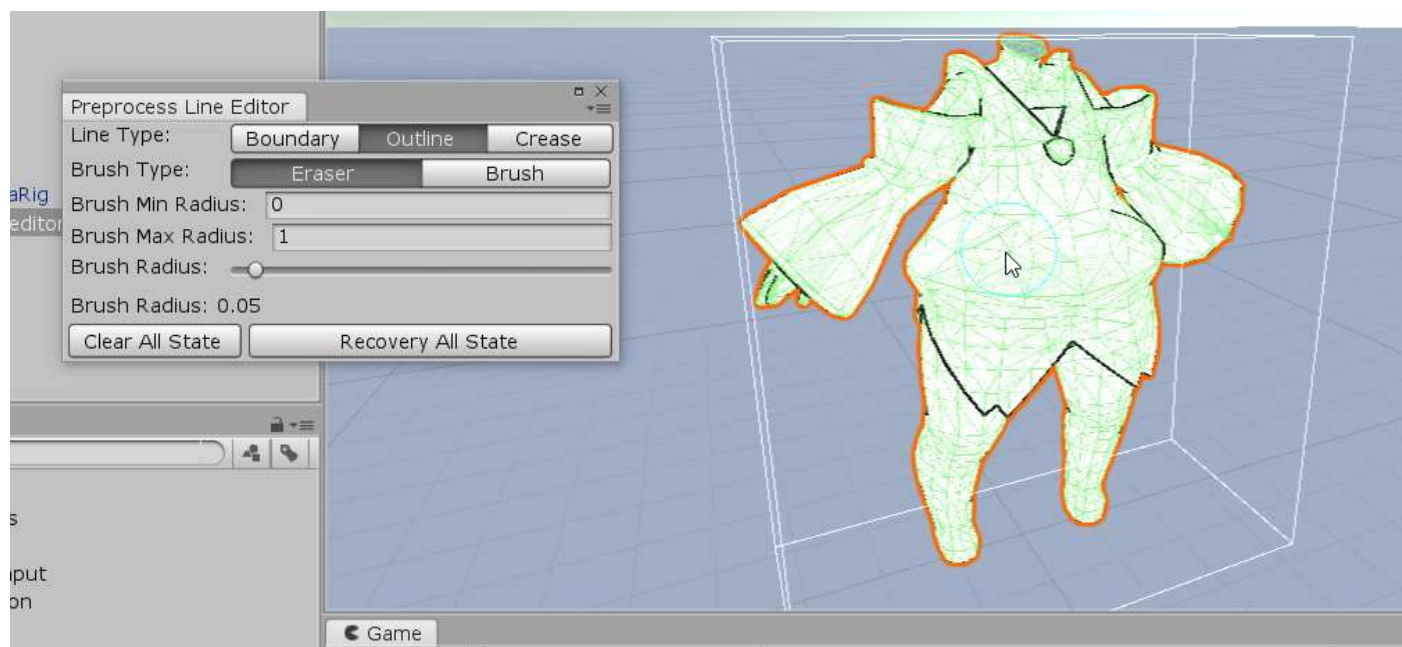 Preprocess Line Editor
Line Type: Boundary Outline Crease
Brush Type: Eraser Brush
Brush Min Radius: 0
Brush Max Radius: 1
Brush Radius:
Brush Radius: 0.05
Clear All State Recovery All State
aRig
editor
s
put
on
Game